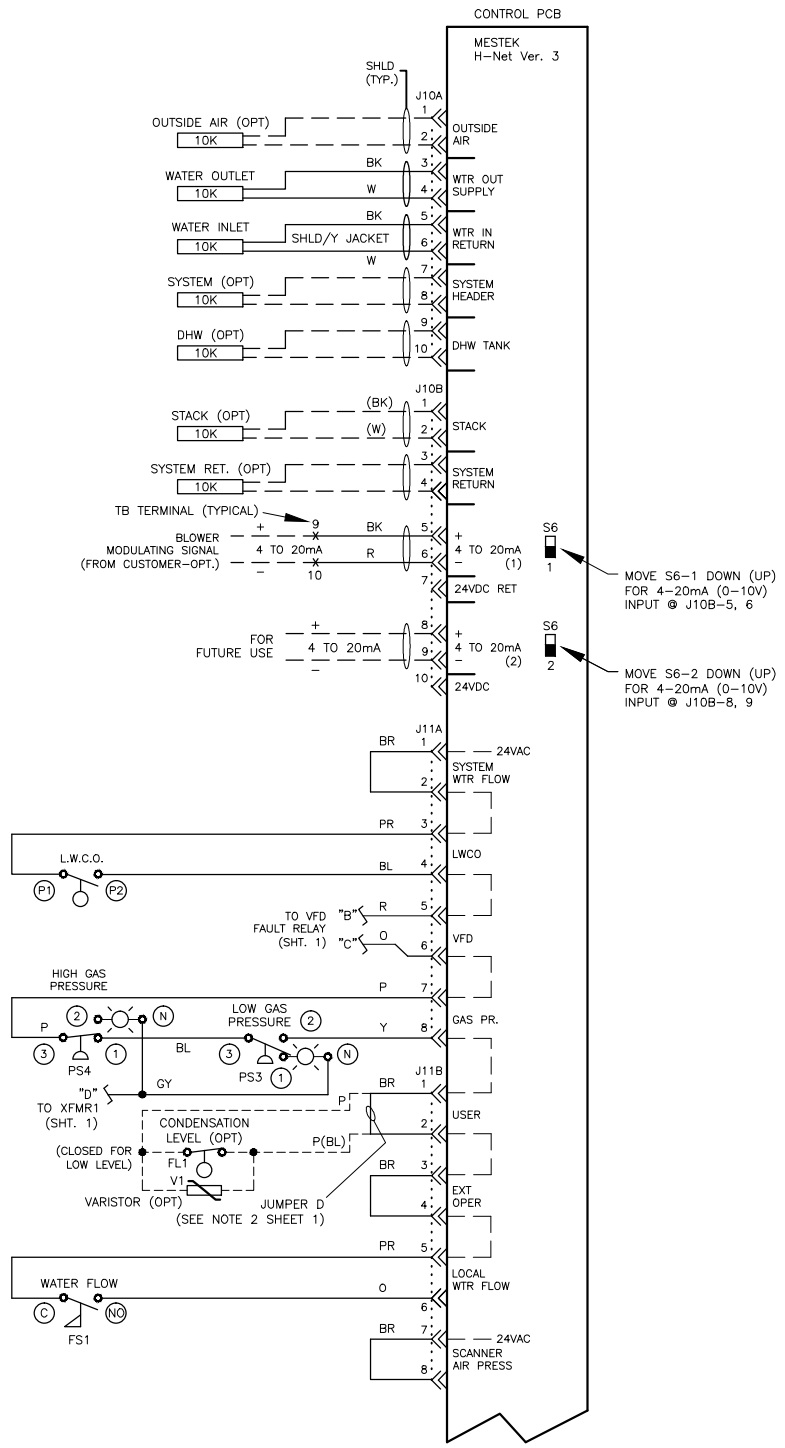 CONTROL PCB
MESTEK
H-Net Ver. 3
SHLD
(TYP.)
J10A
1
OUTSIDE AIR (OPT)
10K
2
OUTSIDE
AIR
WATER OUTLET
10K
BK
3
W
4
WTR OUT
SUPPLY
WATER INLET
10K
BK
5
SHLD/Y JACKET
6
W
WTR IN
RETURN
SYSTEM (OPT)
10K
7
8
SYSTEM
HEADER
DHW (OPT)
10K
9
10
DHW TANK
J10B
STACK (OPT)
10K
(BK)
1
(W)
2
STACK
SYSTEM RET. (OPT)
10K
3
4
SYSTEM
RETURN
TB TERMINAL (TYPICAL)
BLOWER
MODULATING SIGNAL
(FROM CUSTOMER-OPT.)
+
4 TO 20mA
−
9
X
X
10
BK
5
R
6
+
4 TO 20mA
− (1)
S6
1
MOVE S6-1 DOWN (UP)
FOR 4-20mA (0-10V)
INPUT @ J10B-5, 6
7
24VDC RET
FOR
FUTURE USE
+
4 TO 20mA
−
8
9
+
4 TO 20mA
− (2)
S6
2
MOVE S6-2 DOWN (UP)
FOR 4-20mA (0-10V)
INPUT @ J10B-8, 9
10
24VDC
J11A
BR
1
24VAC
2
SYSTEM
WTR FLOW
PR
3
L.W.C.O.
P1
P2
BL
4
LWCO
TO VFD
FAULT RELAY
(SHT. 1)
"B"
R
5
"C"
O
6
VFD
HIGH GAS
PRESSURE
P
7
2
N
LOW GAS
PRESSURE
2
P
3
1
PS4
BL
3
1
N
PS3
Y
8
GAS PR.
"D"
TO XFMR1
(SHT. 1)
GY
J11B
P
BR
1
CONDENSATION
LEVEL (OPT)
P(BL)
2
USER
(CLOSED FOR
LOW LEVEL)
FL1
V1
VARISTOR (OPT)
JUMPER D
(SEE NOTE 2 SHEET 1)
BR
3
4
EXT
OPER
PR
5
WATER FLOW
C
NO
FS1
O
6
LOCAL
WTR FLOW
BR
7
24VAC
8
SCANNER
AIR PRESS